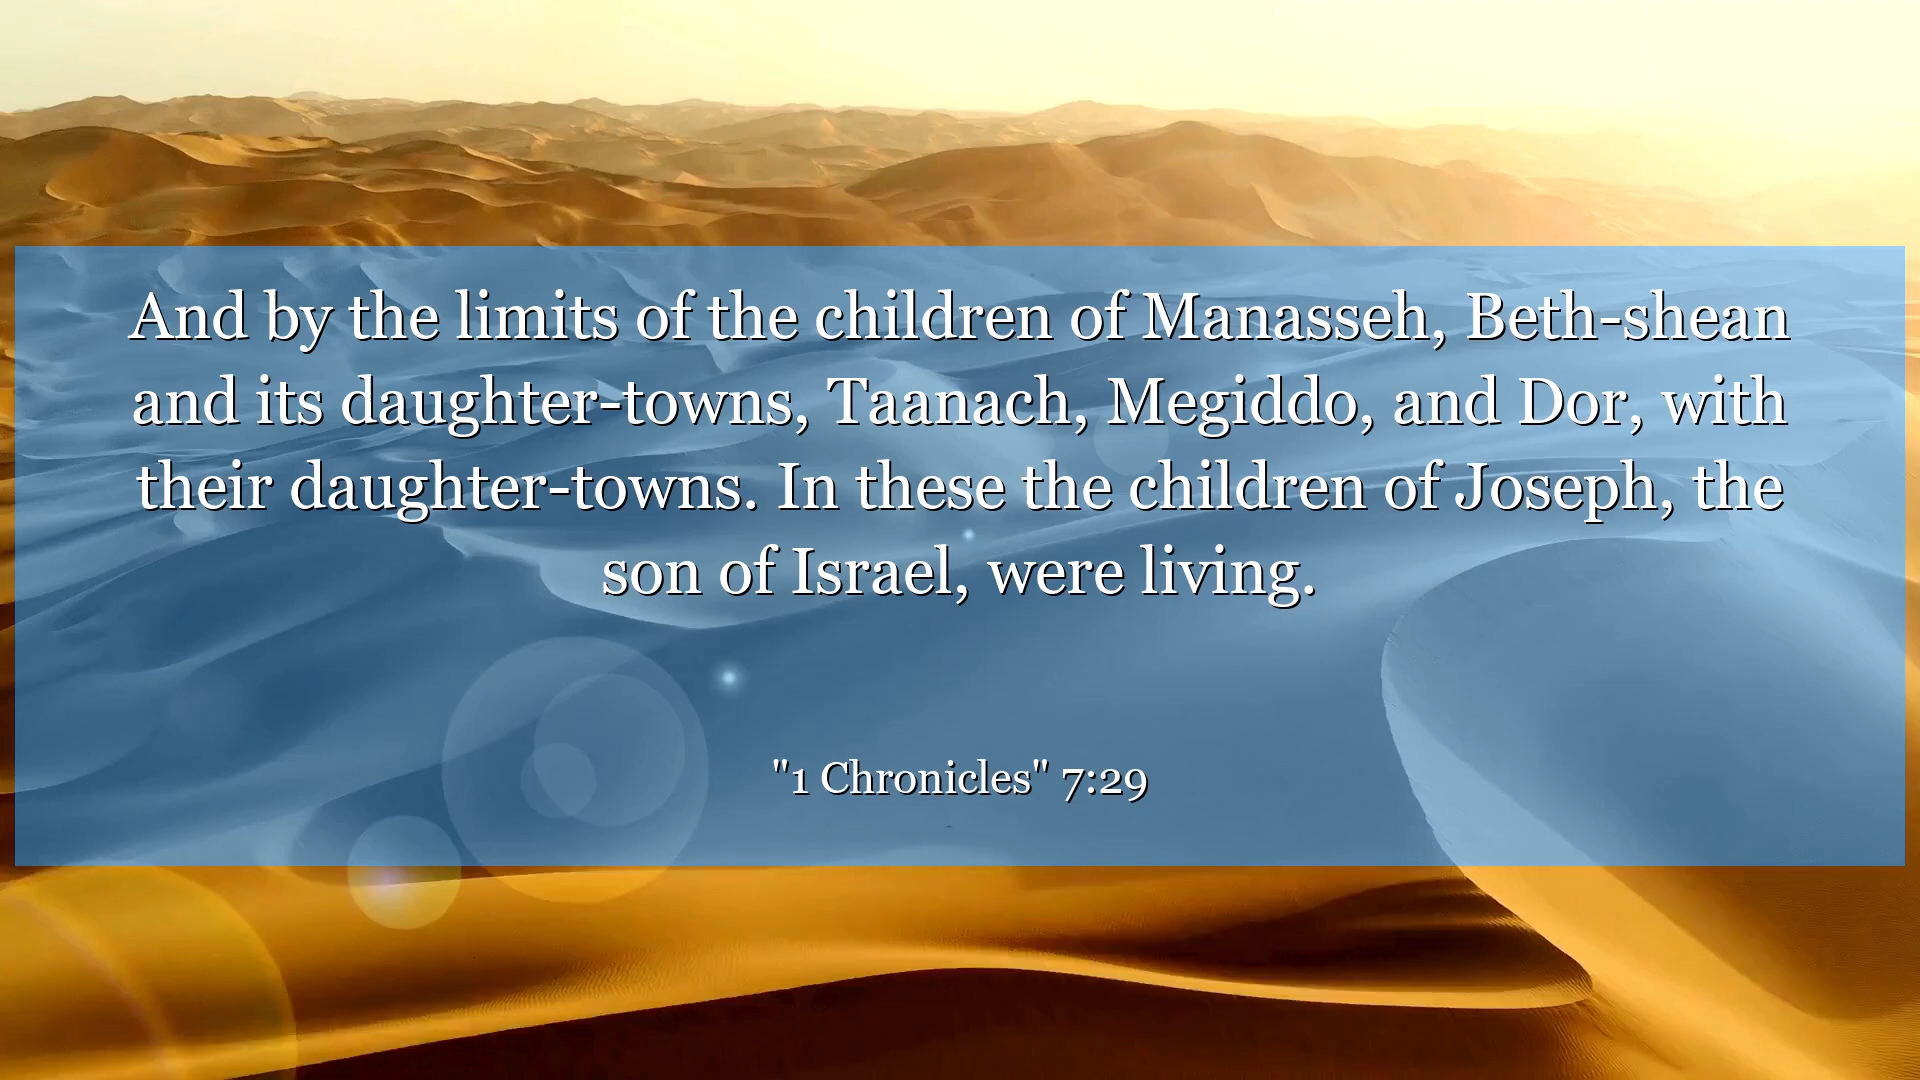 And by the limits of the children of Manasseh, Beth-shean
and its daughter-towns, Taanach, Megiddo, and Dor, with
their daughter-towns. In these the children of Joseph, the
son of Israel, were living.
"1 Chronicles" 7:29